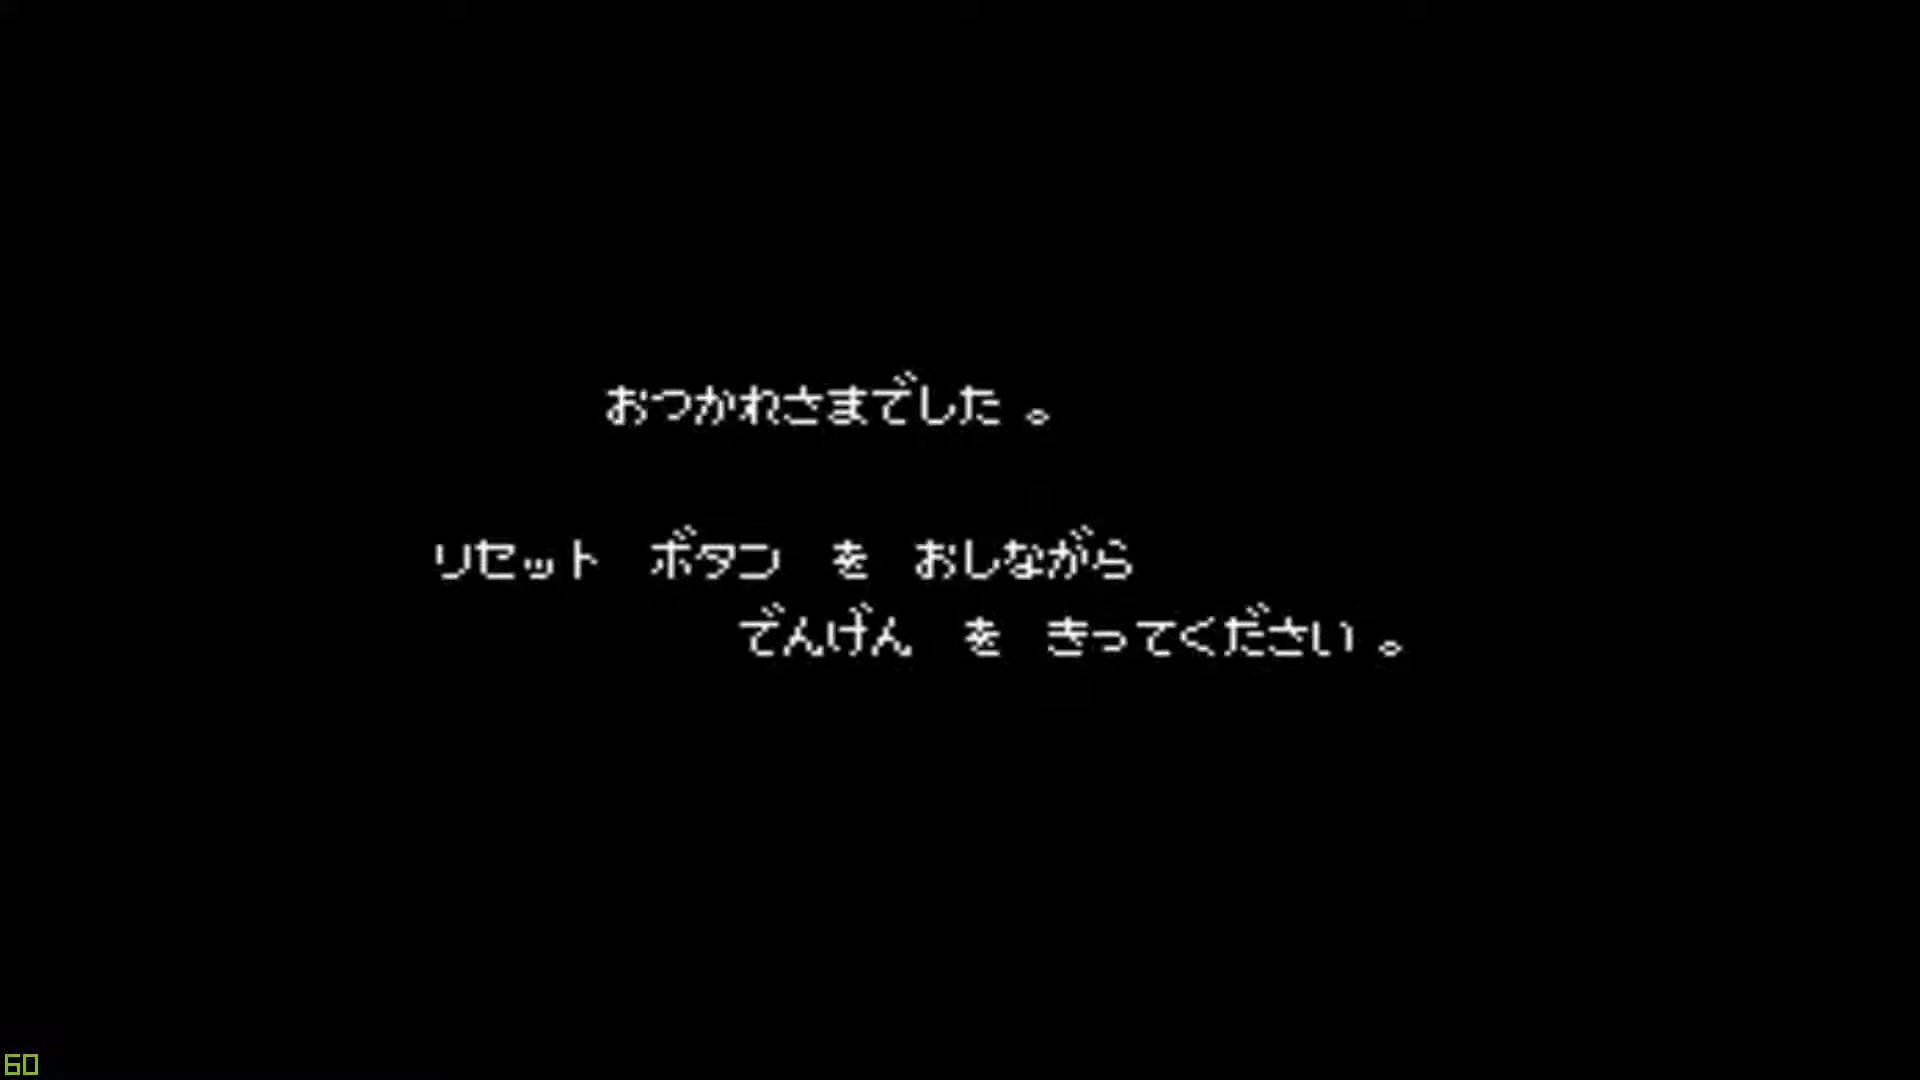 おつかれさまでした 。
リセット ボタン を おしながら
でんげん を きってください 。
60